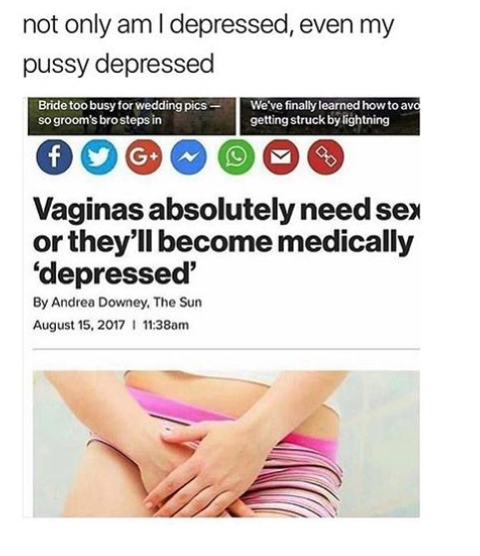 not only am I depressed, even my
pussy depressed
Bride too busy for wedding pics —
so groom's bro steps in
We've finally learned how to avo
getting struck by lightning
f G+
Vaginas absolutely need sex
or they'll become medically
‘depressed’
By Andrea Downey, The Sun
August 15, 2017 | 11:38am